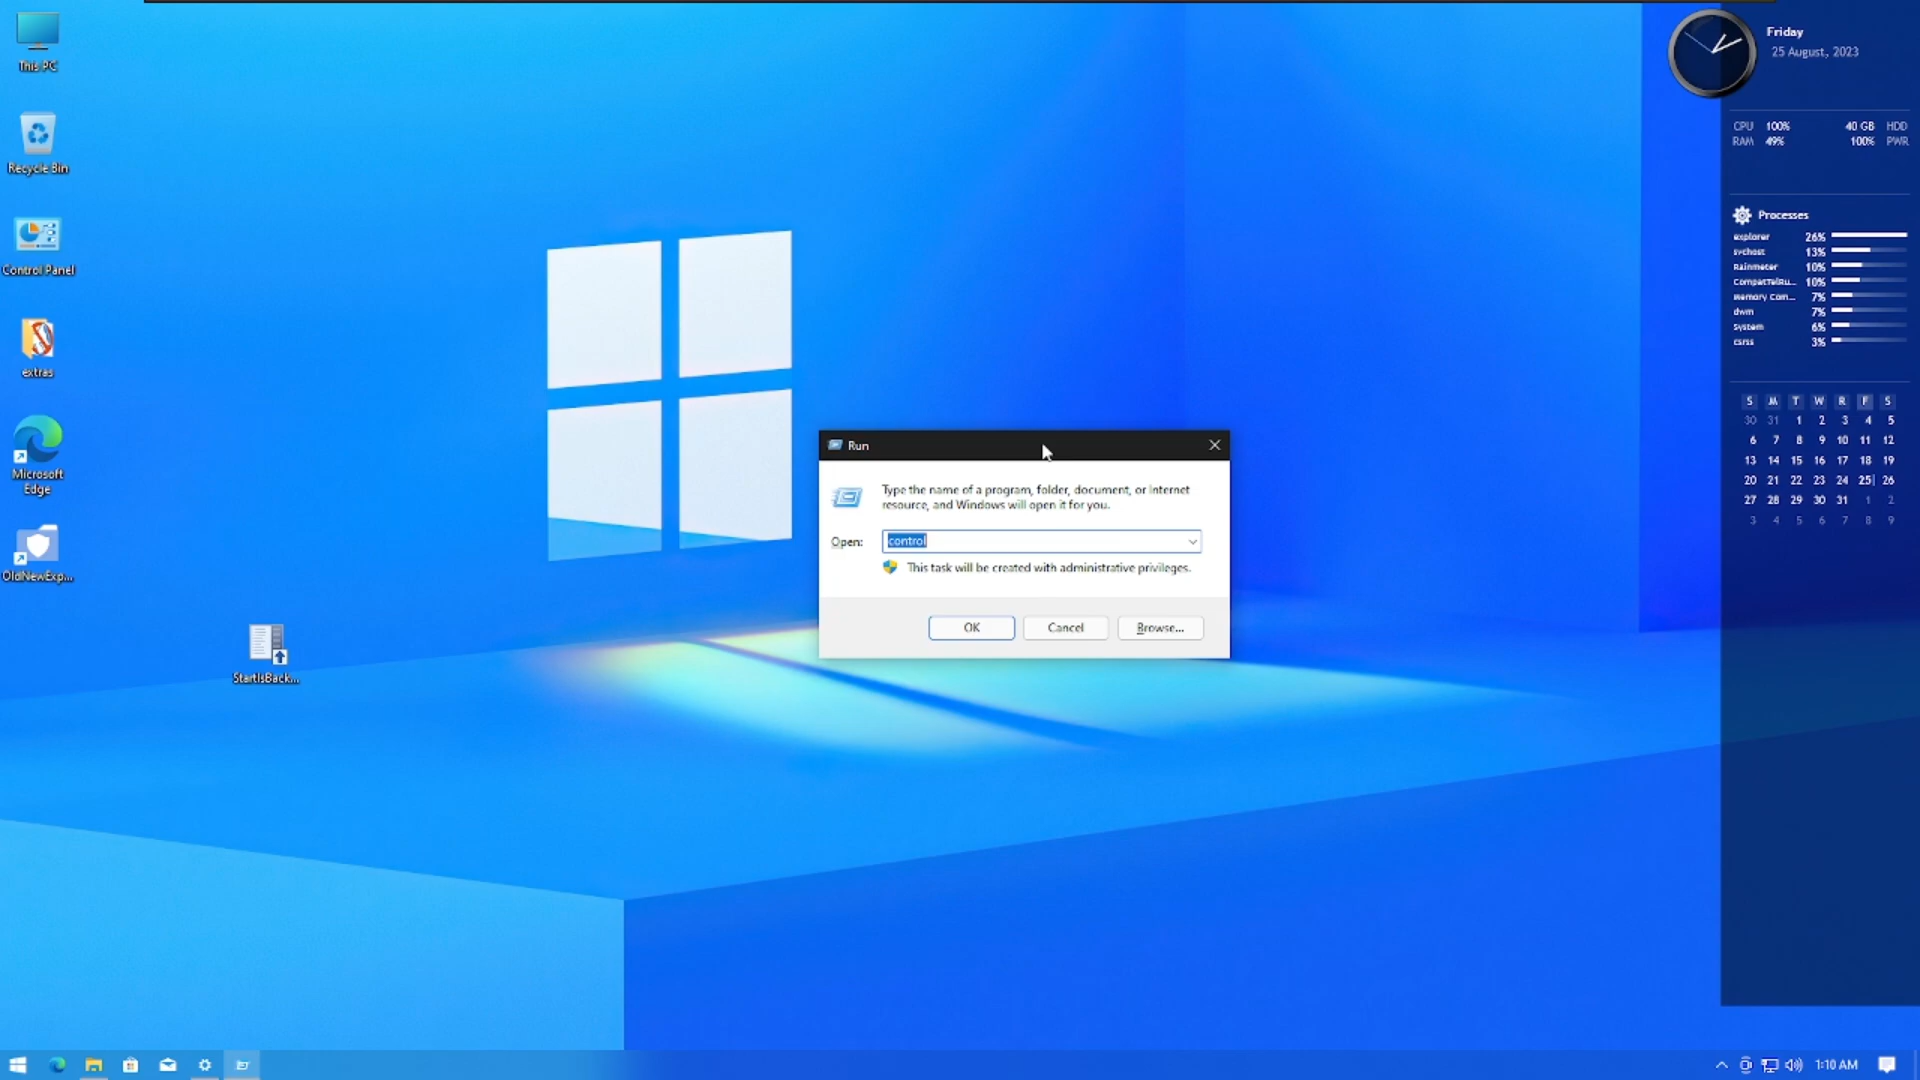 This PC
Recycle Bin
Control Panel
extras
Microsoft
Edge
OldNewExp...
StartIsBack...
Run
Type the name of a program, folder, document, or Internet
resource, and Windows will open it for you.
Open: control
This task will be created with administrative privileges.
OK Cancel Browse...
Friday
25 August, 2023
CPU 100% 40 GB HDD
RAM 49% 100% PWR
Processes
explorer 26%
svchost 13%
Rainmeter 10%
CompatTelRu... 10%
Memory Com... 7%
dwm 7%
System 6%
csrss 3%
S M T W R F S
30 31 1 2 3 4 5
6 7 8 9 10 11 12
13 14 15 16 17 18 19
20 21 22 23 24 25 26
27 28 29 30 31 1 2
3 4 5 6 7 8 9
1:10 AM